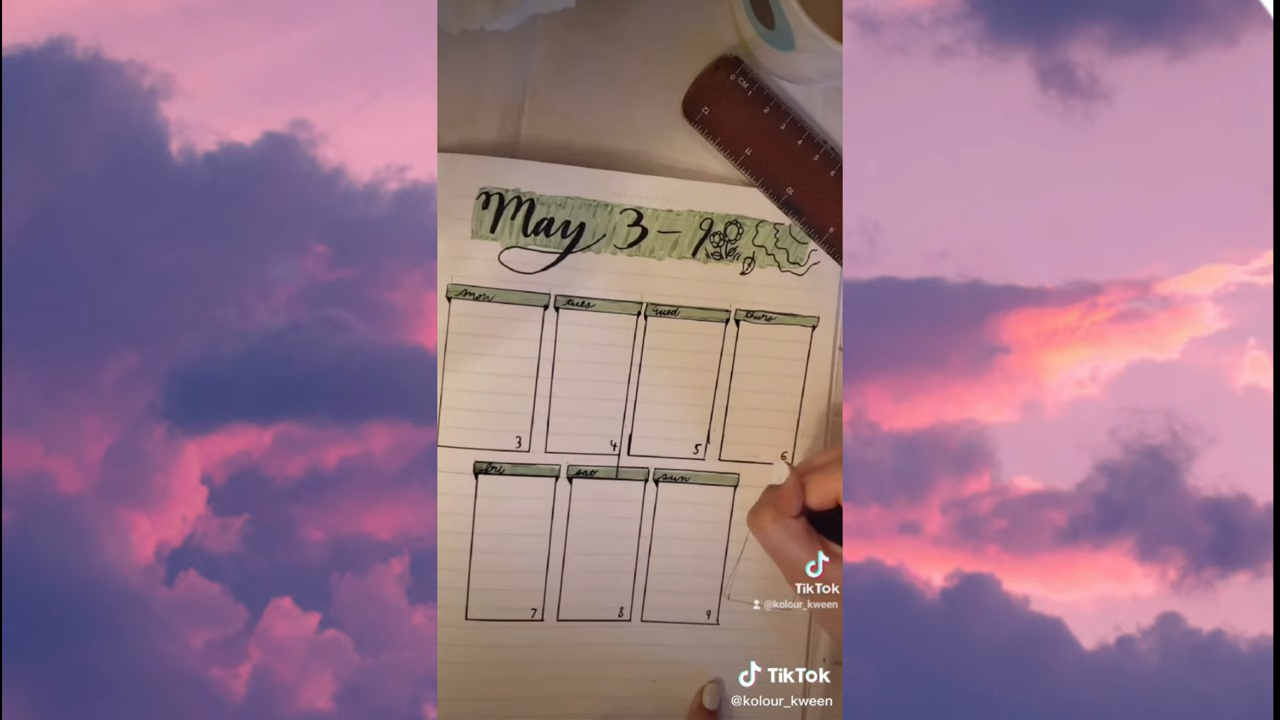 May 3-9
mon tues wed thurs
3 4 5 6
fri sat sun
7 8 9
CM
TikTok
@kolour_kween
TikTok
@kolour_kween